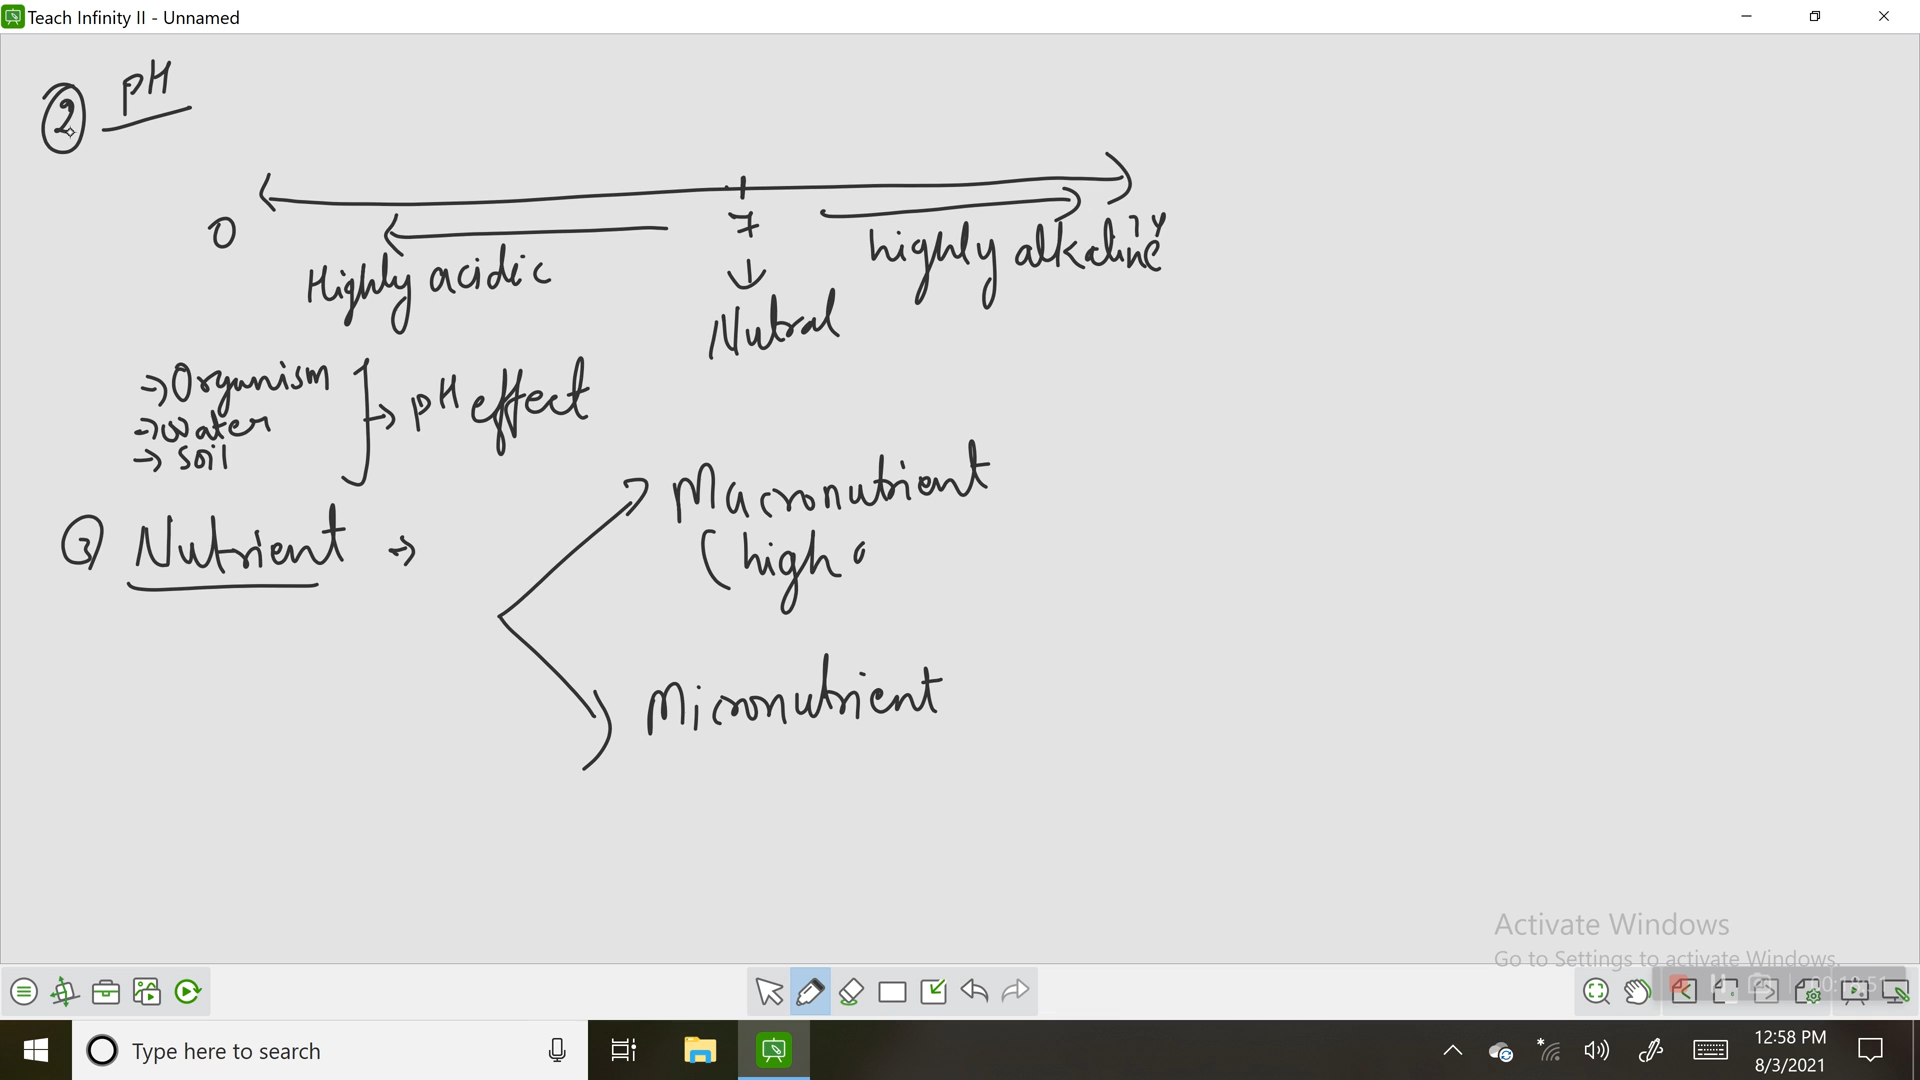 Teach Infinity II - Unnamed
2 pH
0
7
14
Highly acidic
highly alkaline
Nutral
→ Organism
→ water
→ soil
→ pH effect
3 Nutrient →
Macronutrient
(high
Micronutrient
Activate Windows
Go to Settings to activate Windows.
Type here to search
12:58 PM
8/3/2021